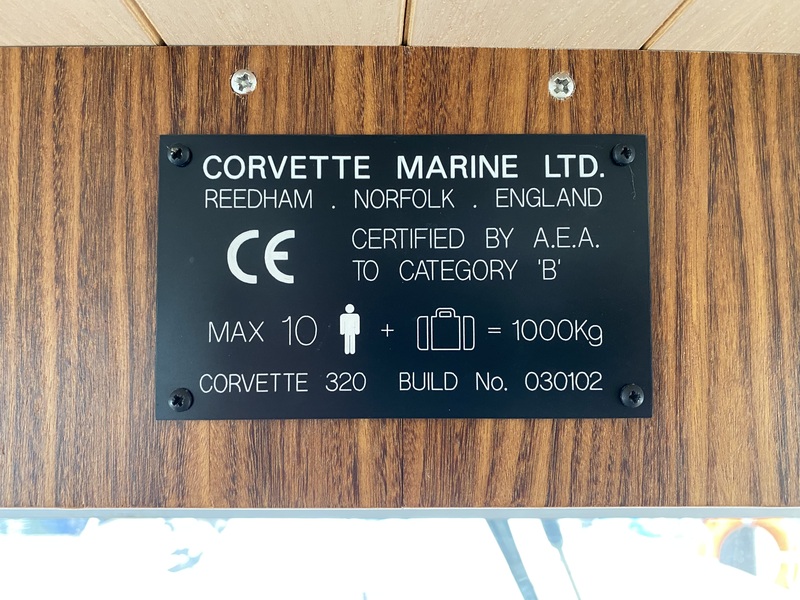 CORVETTE MARINE LTD.
REEDHAM . NORFOLK . ENGLAND
CE
CERTIFIED BY A.E.A.
TO CATEGORY 'B'
MAX 10 + = 1000Kg
CORVETTE 320 BUILD No. 030102